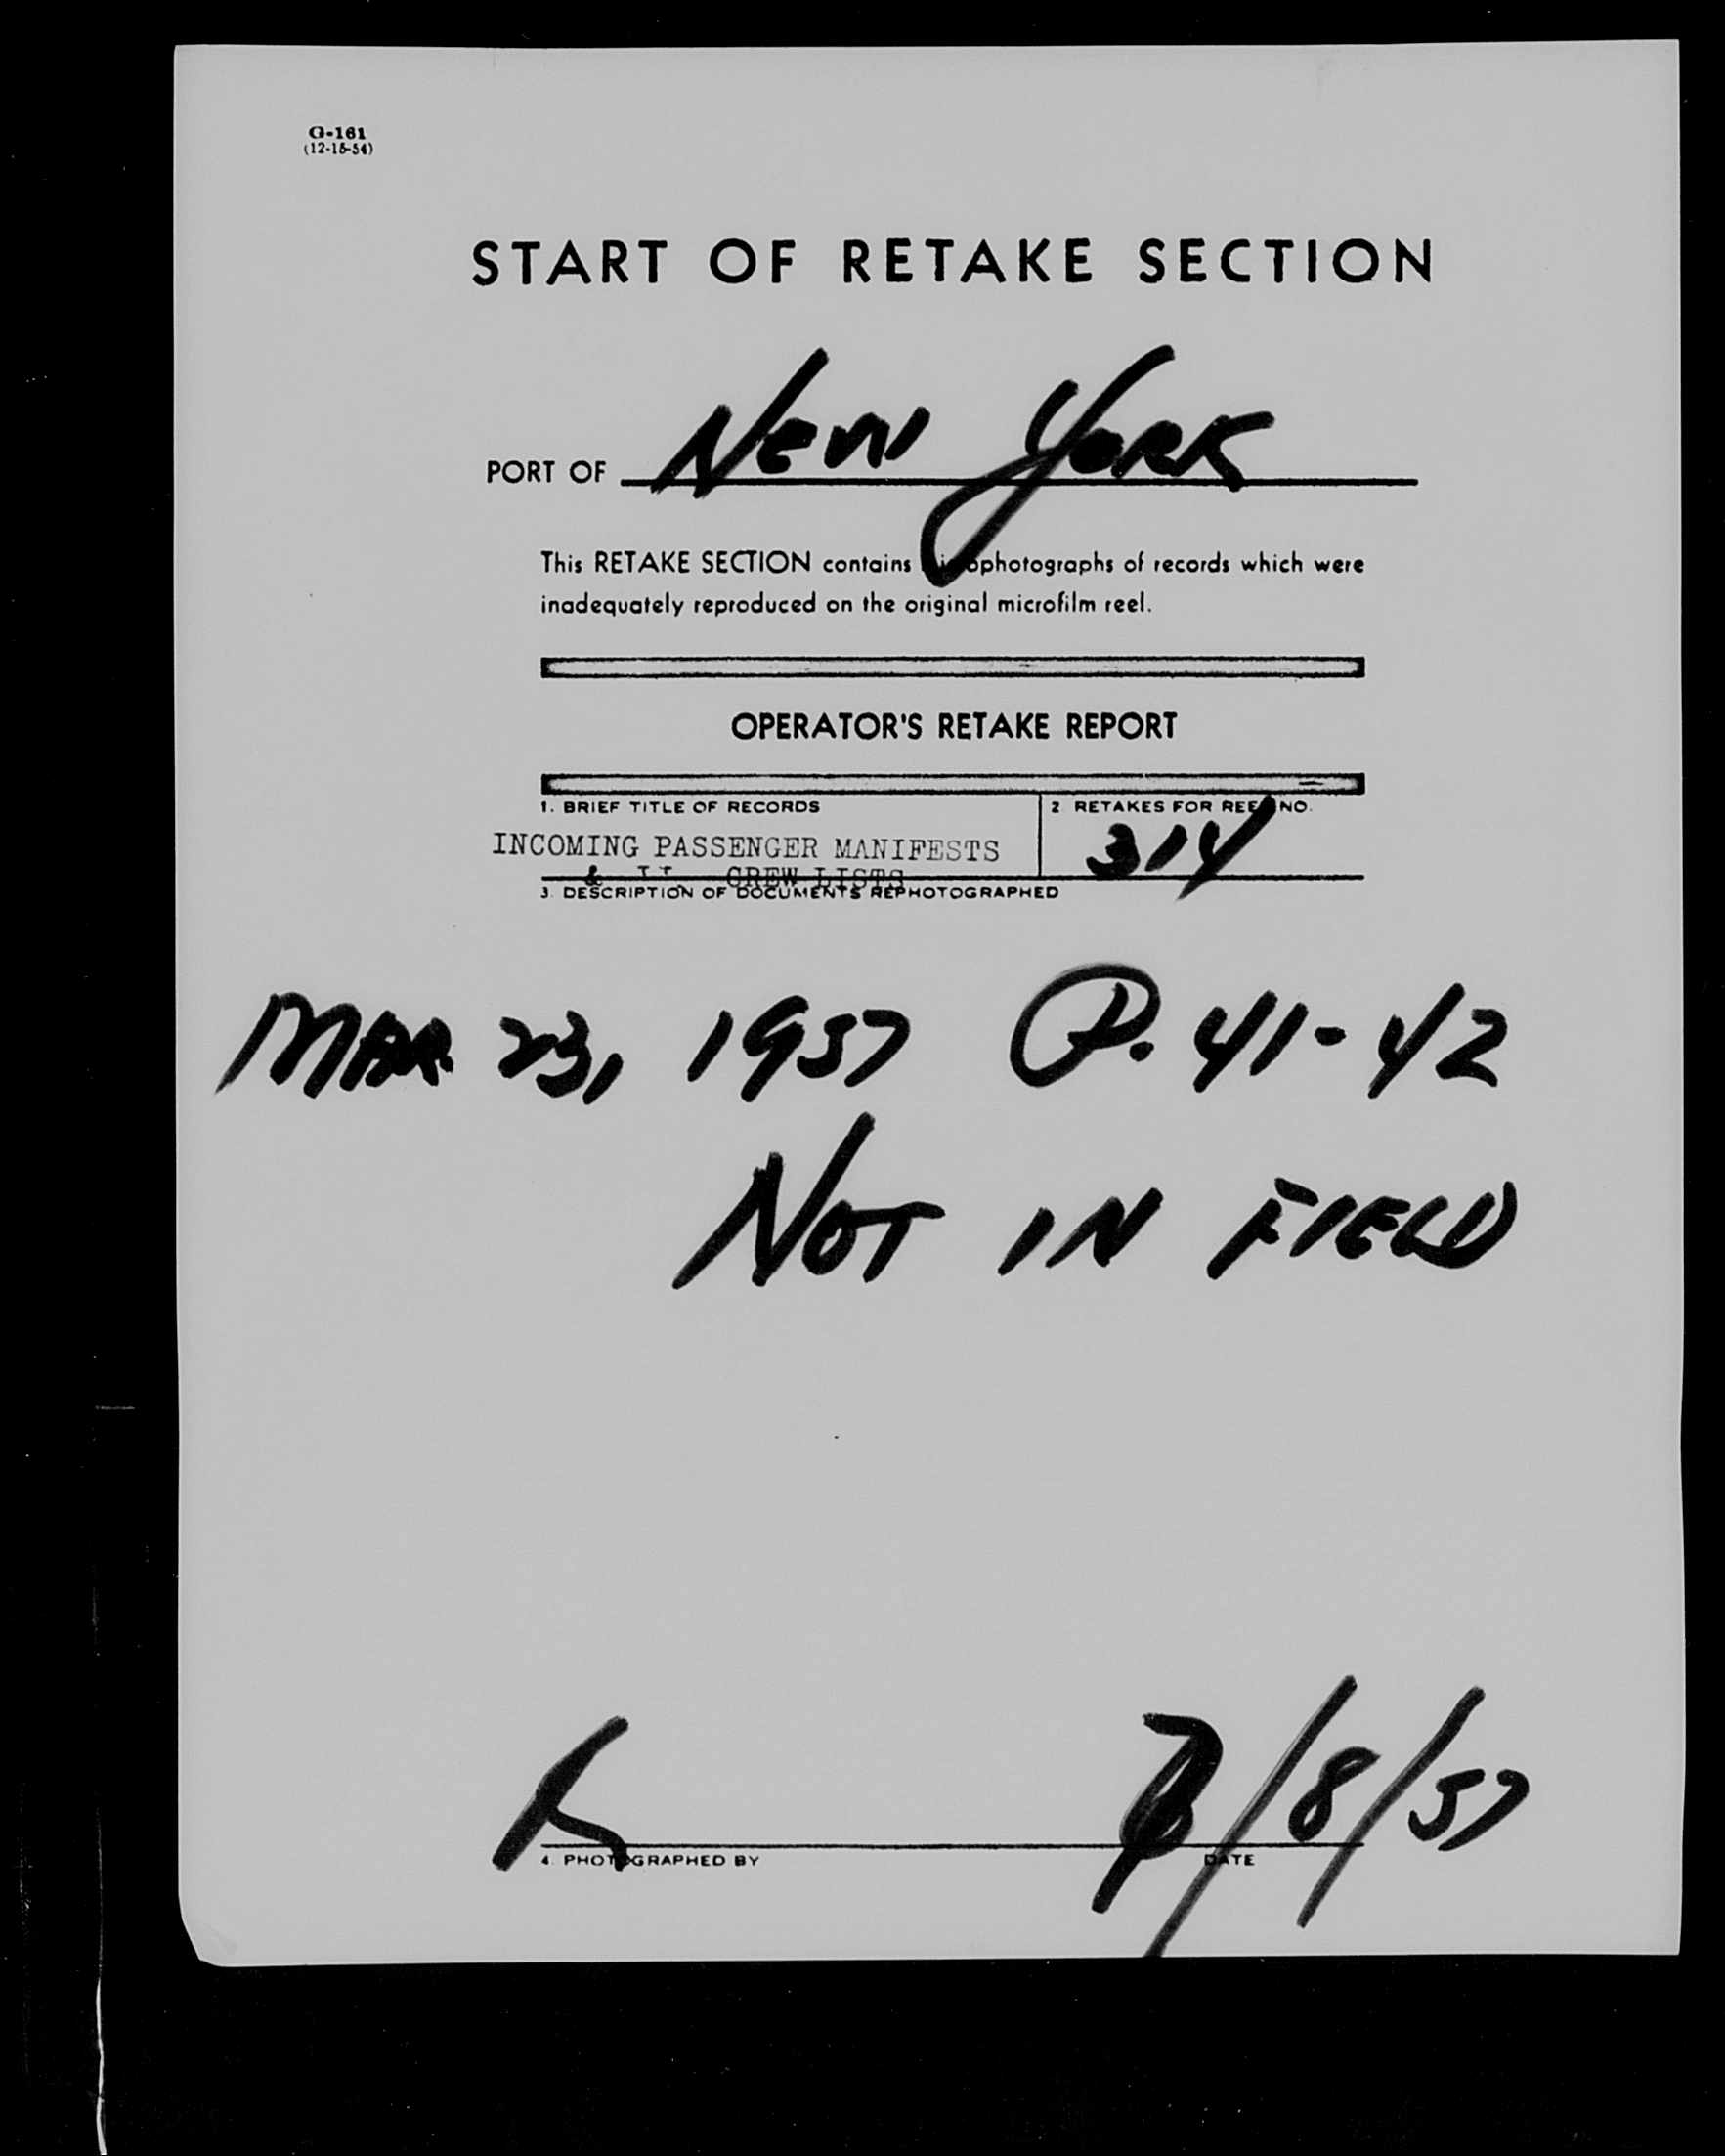 G-161
(12-15-54)
START OF RETAKE SECTION
PORT OF New York
This RETAKE SECTION contains microphotographs of records which were
inadequately reproduced on the original microfilm reel.
OPERATOR'S RETAKE REPORT
1. BRIEF TITLE OF RECORDS
2 RETAKES FOR REEL NO.
INCOMING PASSENGER MANIFESTS
314
& CREW LISTS
3. DESCRIPTION OF DOCUMENTS REPHOTOGRAPHED
MAR 23, 1957 P. 41-42
NOT IN FIELD
/8/57
4. PHOTOGRAPHED BY
DATE